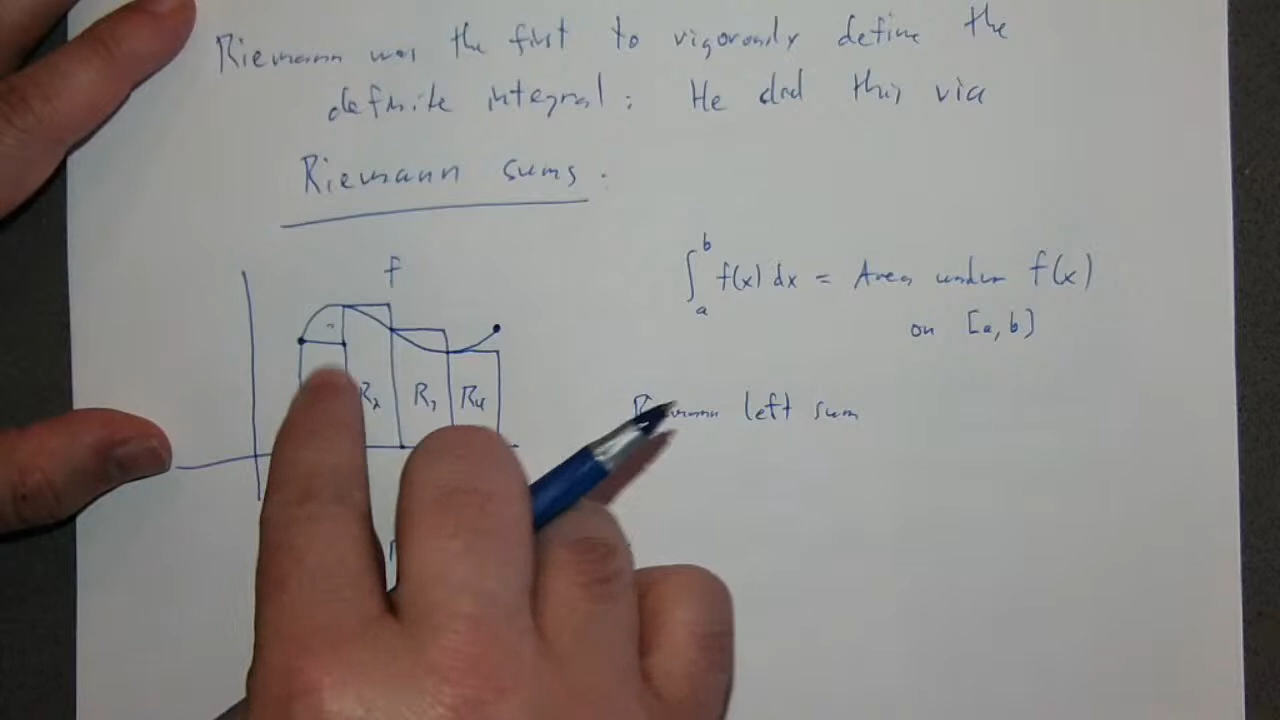 Riemann was the first to rigorously define the
definite integral: He did this via
Riemann sums.
f
∫_a^b f(x) dx = Area under f(x)
on [a, b]
R₂ R₃ R₄
left sum